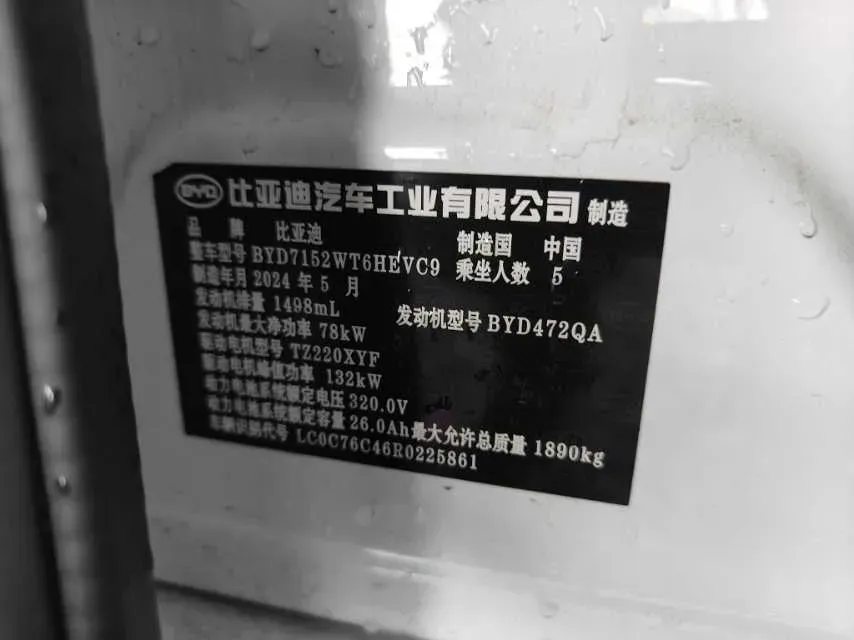 BYD 比亚迪汽车工业有限公司 制造
品牌 比亚迪 制造国 中国
整车型号 BYD7152WT6HEVC9 乘坐人数 5
制造年月 2024 年 5 月
发动机排量 1498mL 发动机型号 BYD472QA
发动机最大净功率 78kW
驱动电机型号 TZ220XYF
驱动电机峰值功率 132kW
动力电池系统额定电压 320.0V
动力电池系统额定容量 26.0Ah 最大允许总质量 1890kg
车辆识别代号 LC0C76C46R0225861